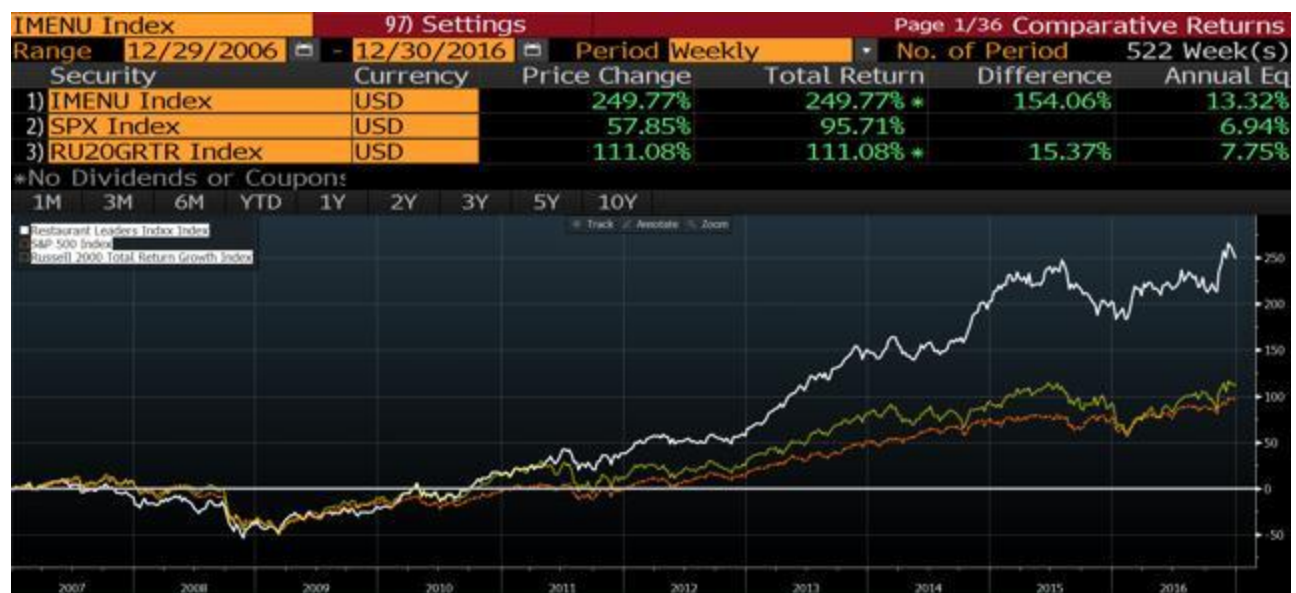 IMENU Index 97) Settings Page 1/36 Comparative Returns
Range 12/29/2006 - 12/30/2016 Period Weekly No. of Period 522 Week(s)
Security Currency Price Change Total Return Difference Annual Eq
1) IMENU Index USD 249.77% 249.77% * 154.06% 13.32%
2) SPX Index USD 57.85% 95.71% 6.94%
3) RU20GRTR Index USD 111.08% 111.08% * 15.37% 7.75%
*No Dividends or Coupons
1M 3M 6M YTD 1Y 2Y 3Y 5Y 10Y
Track Annotate Zoom
Restaurant Leaders Indxx Index
S&P 500 Index
Russell 2000 Total Return Growth Index
250
200
150
100
50
0
-50
2007 2008 2009 2010 2011 2012 2013 2014 2015 2016